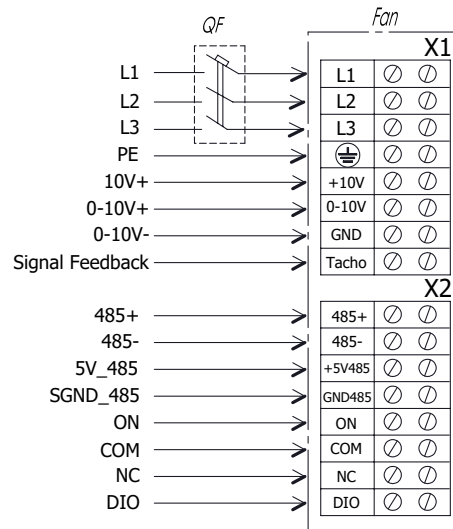 QF Fan
X1
L1 L1
L2 L2
L3 L3
PE
10V+ +10V
0-10V+ 0-10V
0-10V- GND
Signal Feedback Tacho
X2
485+ 485+
485- 485-
5V_485 +5V485
SGND_485 GND485
ON ON
COM COM
NC NC
DIO DIO